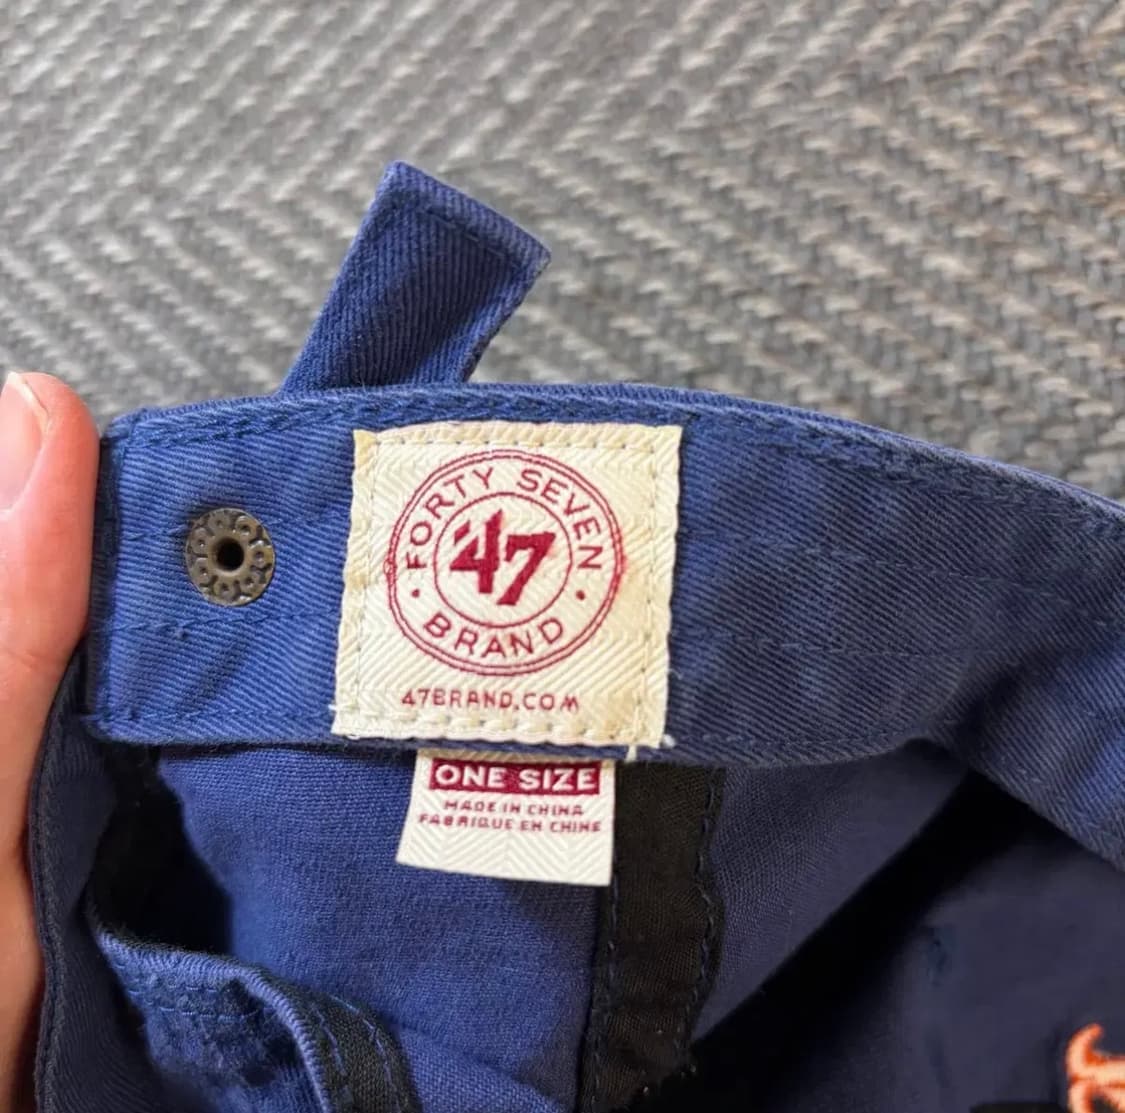 FORTY SEVEN
'47
BRAND
47BRAND.COM
ONE SIZE
MADE IN CHINA
FABRIQUE EN CHINE